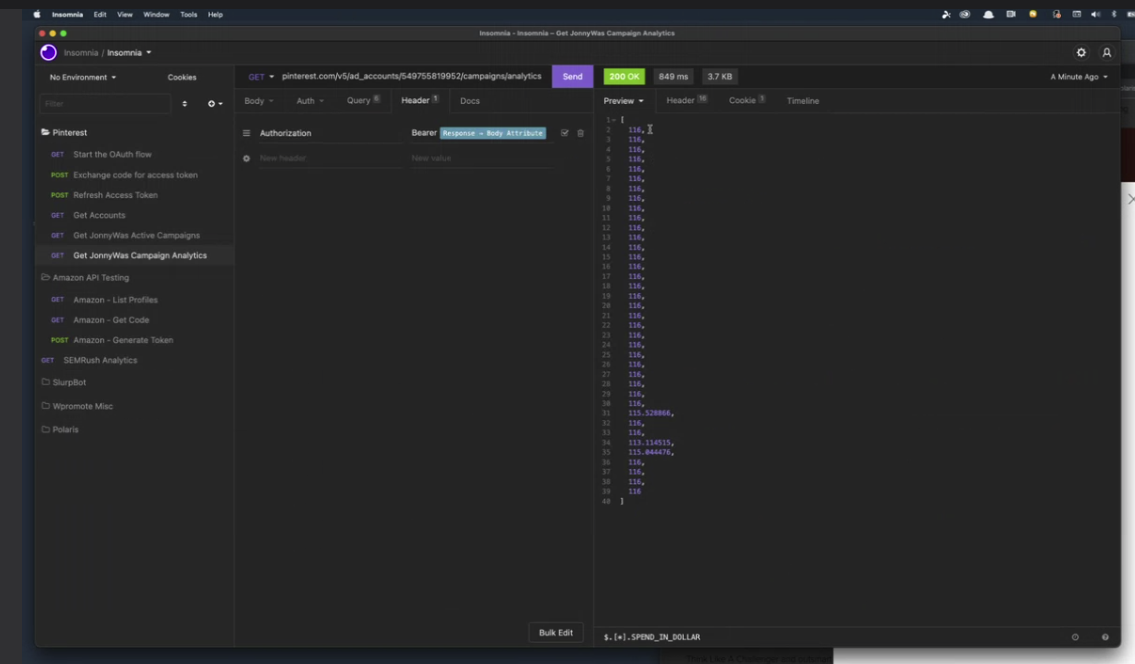 Insomnia Edit View Window Tools Help
Insomnia - Insomnia – Get JonnyWas Campaign Analytics
Insomnia / Insomnia
No Environment
Cookies
GET
pinterest.com/v5/ad_accounts/549755819952/campaigns/analytics
Send
200 OK
849 ms
3.7 KB
A Minute Ago
Filter
Body
Auth
Query 6
Header 1
Docs
Preview
Header 16
Cookie 3
Timeline
Pinterest
GET Start the OAuth flow
POST Exchange code for access token
POST Refresh Access Token
GET Get Accounts
GET Get JonnyWas Active Campaigns
GET Get JonnyWas Campaign Analytics
Amazon API Testing
GET Amazon - List Profiles
GET Amazon - Get Code
POST Amazon - Generate Token
GET SEMRush Analytics
SlurpBot
Wpromote Misc
Polaris
Authorization
Bearer Response → Body Attribute
New header
New value
Bulk Edit
1 [
2 116,
3 116,
4 116,
5 116,
6 116,
7 116,
8 116,
9 116,
10 116,
11 116,
12 116,
13 116,
14 116,
15 116,
16 116,
17 116,
18 116,
19 116,
20 116,
21 116,
22 116,
23 116,
24 116,
25 116,
26 116,
27 116,
28 116,
29 116,
30 116,
31 115.528066,
32 116,
33 116,
34 113.114515,
35 115.044476,
36 116,
37 116,
38 116,
39 116
40 ]
$.[*].SPEND_IN_DOLLAR